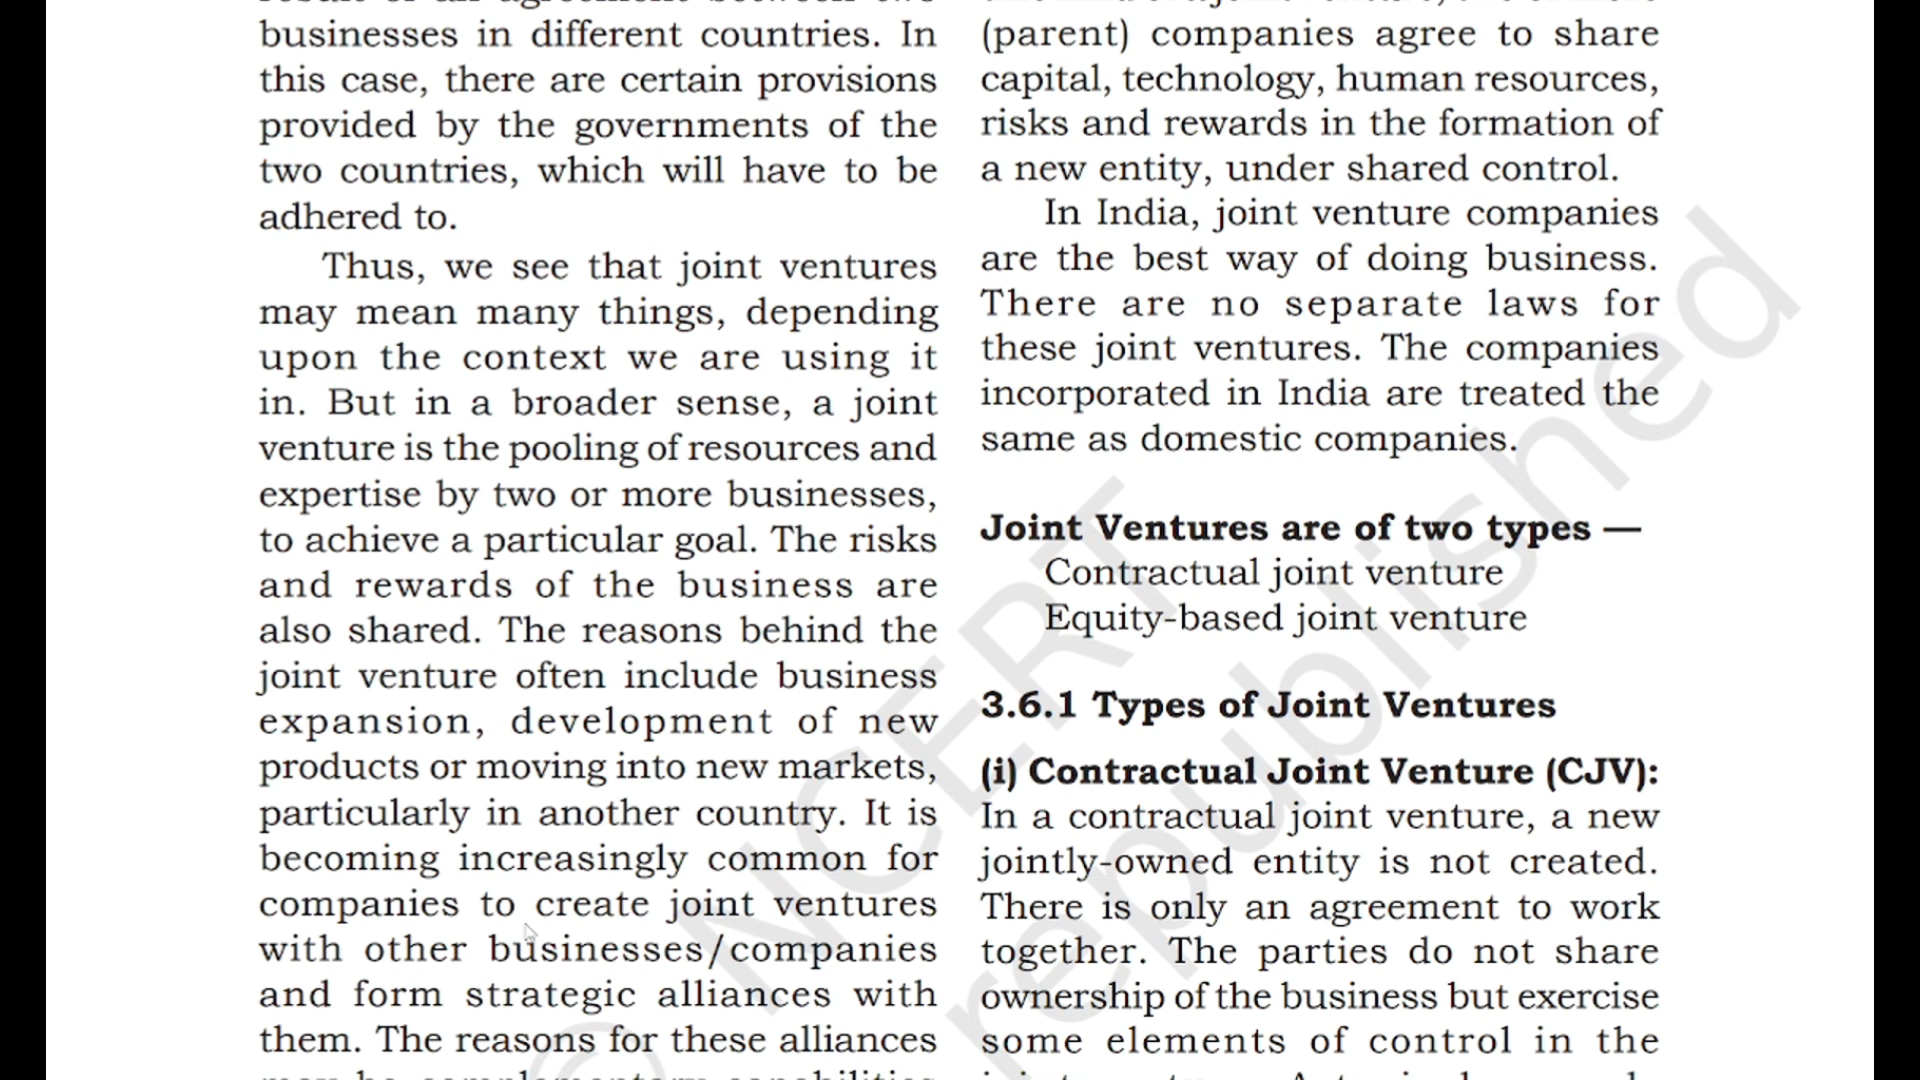 businesses in different countries. In
this case, there are certain provisions
provided by the governments of the
two countries, which will have to be
adhered to.
Thus, we see that joint ventures
may mean many things, depending
upon the context we are using it
in. But in a broader sense, a joint
venture is the pooling of resources and
expertise by two or more businesses,
to achieve a particular goal. The risks
and rewards of the business are
also shared. The reasons behind the
joint venture often include business
expansion, development of new
products or moving into new markets,
particularly in another country. It is
becoming increasingly common for
companies to create joint ventures
with other businesses/companies
and form strategic alliances with
them. The reasons for these alliances
(parent) companies agree to share
capital, technology, human resources,
risks and rewards in the formation of
a new entity, under shared control.
In India, joint venture companies
are the best way of doing business.
There are no separate laws for
these joint ventures. The companies
incorporated in India are treated the
same as domestic companies.
Joint Ventures are of two types —
Contractual joint venture
Equity-based joint venture
3.6.1 Types of Joint Ventures
(i) Contractual Joint Venture (CJV):
In a contractual joint venture, a new
jointly-owned entity is not created.
There is only an agreement to work
together. The parties do not share
ownership of the business but exercise
some elements of control in the
© NCERT
republished